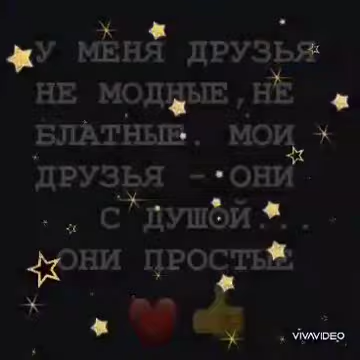 У МЕНЯ ДРУЗЬЯ
НЕ МОДНЫЕ,НЕ
БЛАТНЫЕ. МОИ
ДРУЗЬЯ - ОНИ
С ДУШОЙ...
ОНИ ПРОСТЫЕ
VIVAVIDEO